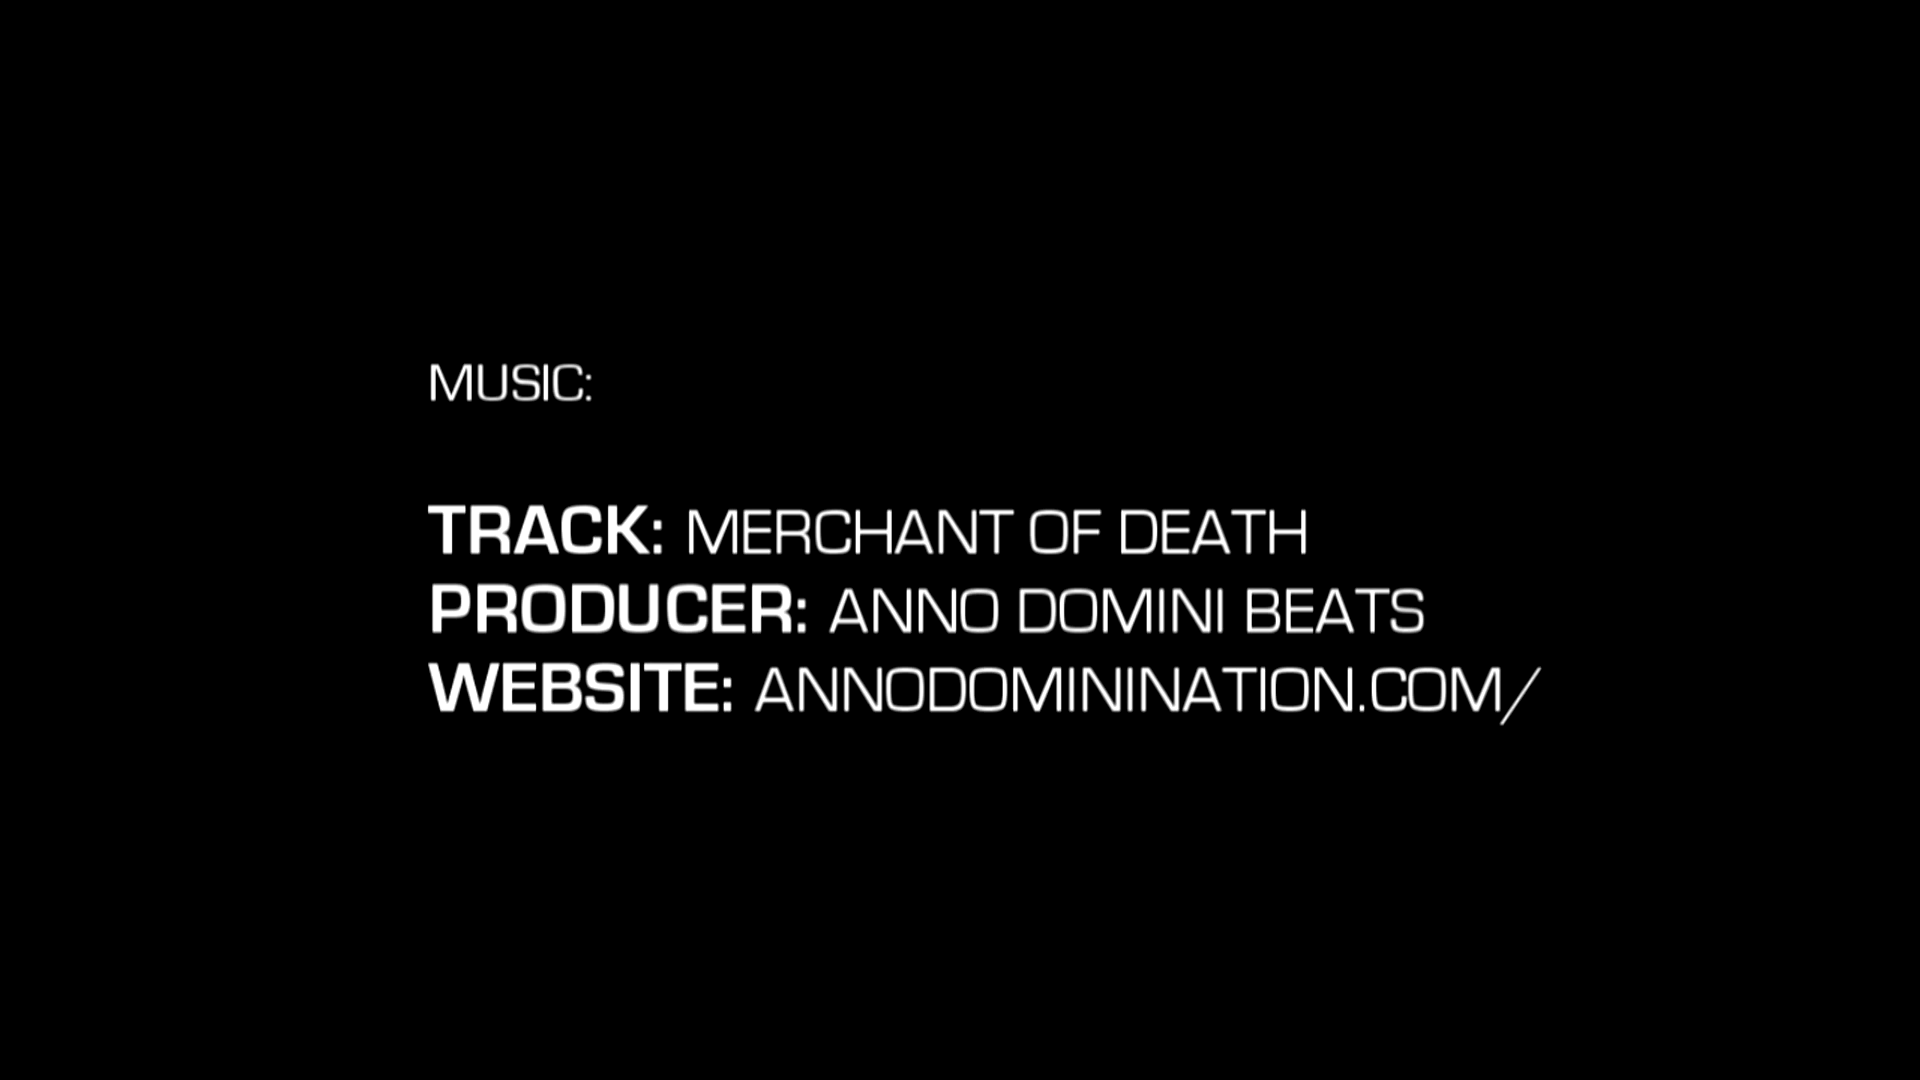 MUSIC:
TRACK: MERCHANT OF DEATH
PRODUCER: ANNO DOMINI BEATS
WEBSITE: ANNODOMININATION.COM/